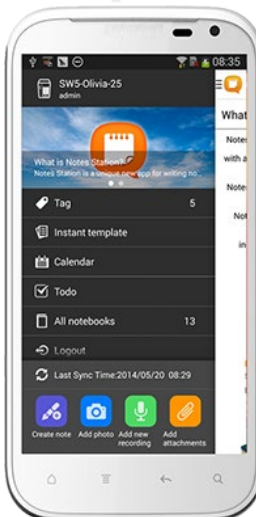 08:35
SW5-Olivia-25
admin
What is Notes Station?
Notes Station is a unique new app for writing no...
Tag 5
Instant template
Calendar
Todo
All notebooks 13
Logout
Last Sync Time:2014/05/20 08:29
Create note Add photo Add new recording Add attachments
What
Notes
with a
Note
Not
in